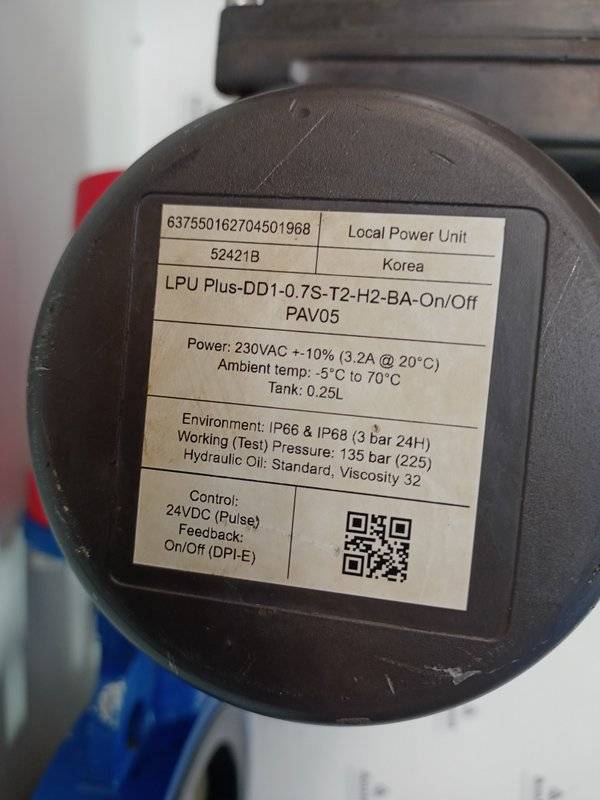 637550162704501968
Local Power Unit
52421B
Korea
LPU Plus-DD1-0.7S-T2-H2-BA-On/Off
PAV05
Power: 230VAC +-10% (3.2A @ 20°C)
Ambient temp: -5°C to 70°C
Tank: 0.25L
Environment: IP66 & IP68 (3 bar 24H)
Working (Test) Pressure: 135 bar (225)
Hydraulic Oil: Standard, Viscosity 32
Control:
24VDC (Pulse)
Feedback:
On/Off (DPI-E)